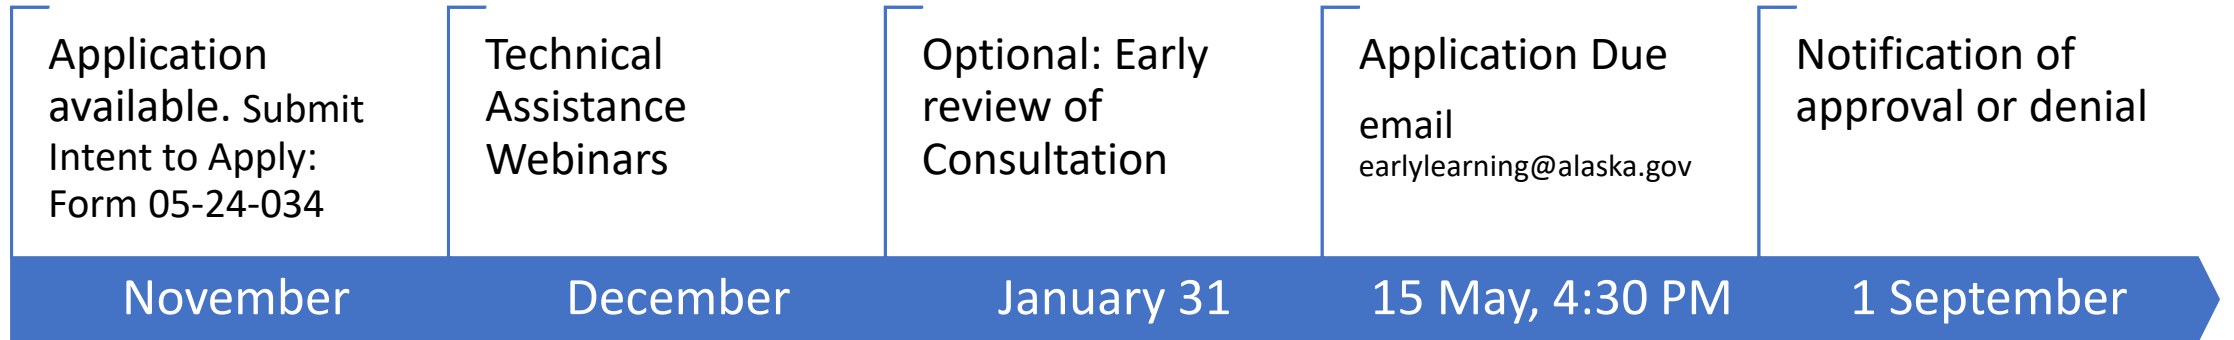 Application
available. Submit
Intent to Apply:
Form 05-24-034
Technical
Assistance
Webinars
Optional: Early
review of
Consultation
Application Due
email
earlylearning@alaska.gov
Notification of
approval or denial
November
December
January 31
15 May, 4:30 PM
1 September